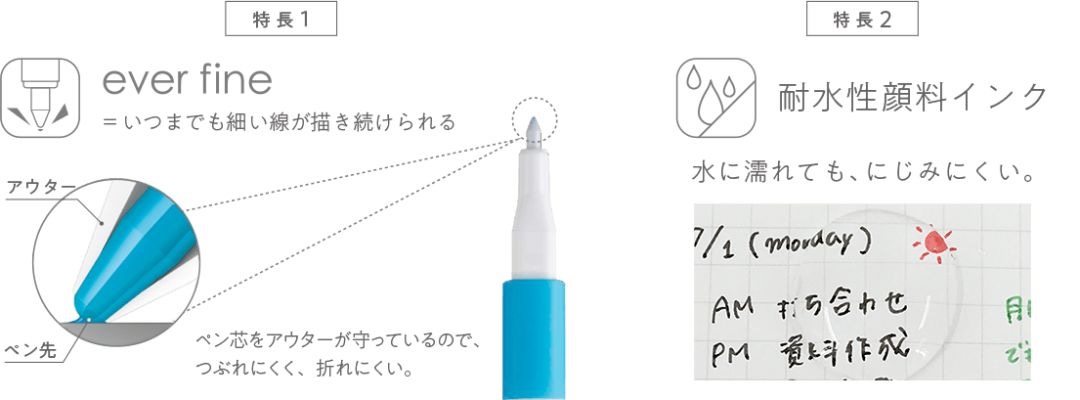 特長1
ever fine
＝いつまでも細い線が描き続けられる
アウター
ペン先
ペン芯をアウターが守っているので、
つぶれにくく、折れにくい。
特長2
耐水性顔料インク
水に濡れても、にじみにくい。
7/1 (monday)
AM 打ち合わせ
PM 資料作成